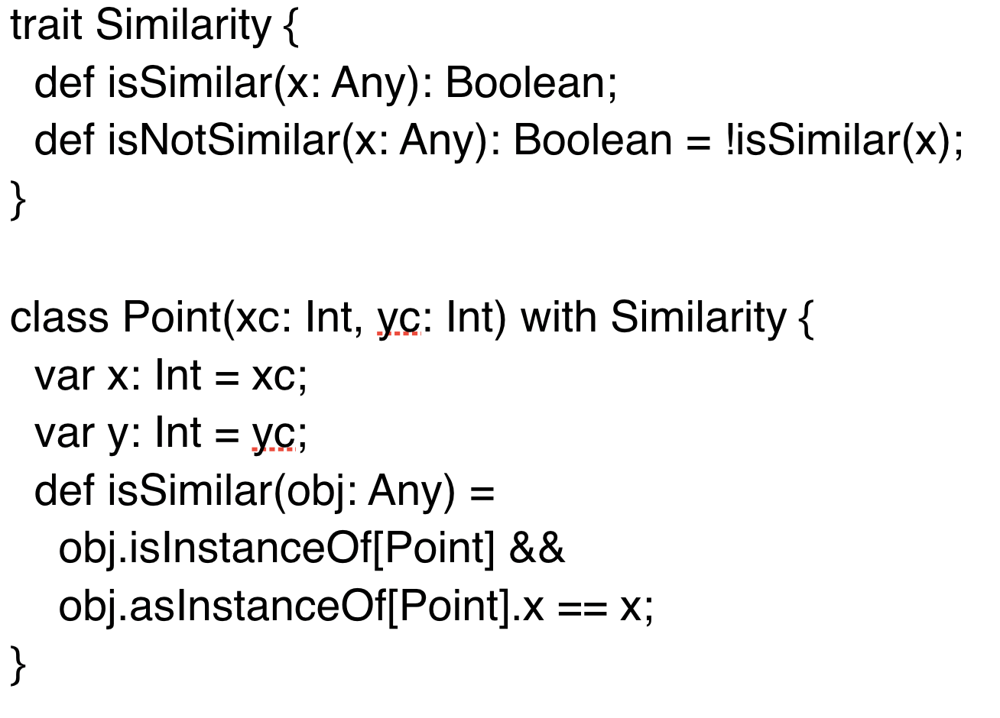 trait Similarity {
  def isSimilar(x: Any): Boolean;
  def isNotSimilar(x: Any): Boolean = !isSimilar(x);
}

class Point(xc: Int, yc: Int) with Similarity {
  var x: Int = xc;
  var y: Int = yc;
  def isSimilar(obj: Any) =
    obj.isInstanceOf[Point] &&
    obj.asInstanceOf[Point].x == x;
}